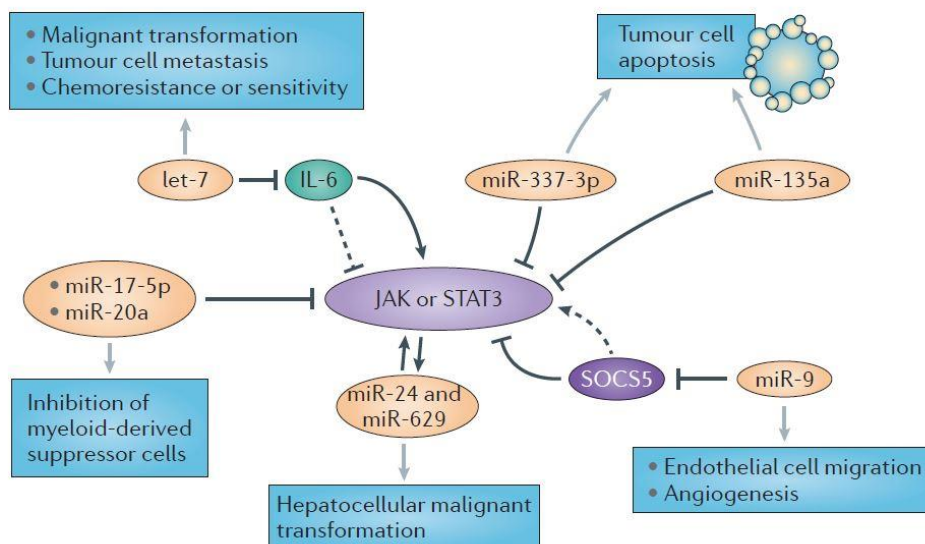 • Malignant transformation
• Tumour cell metastasis
• Chemoresistance or sensitivity
Tumour cell
apoptosis
let-7
IL-6
miR-337-3p
miR-135a
• miR-17-5p
• miR-20a
JAK or STAT3
SOCS5
miR-9
miR-24 and
miR-629
Inhibition of
myeloid-derived
suppressor cells
• Endothelial cell migration
• Angiogenesis
Hepatocellular malignant
transformation